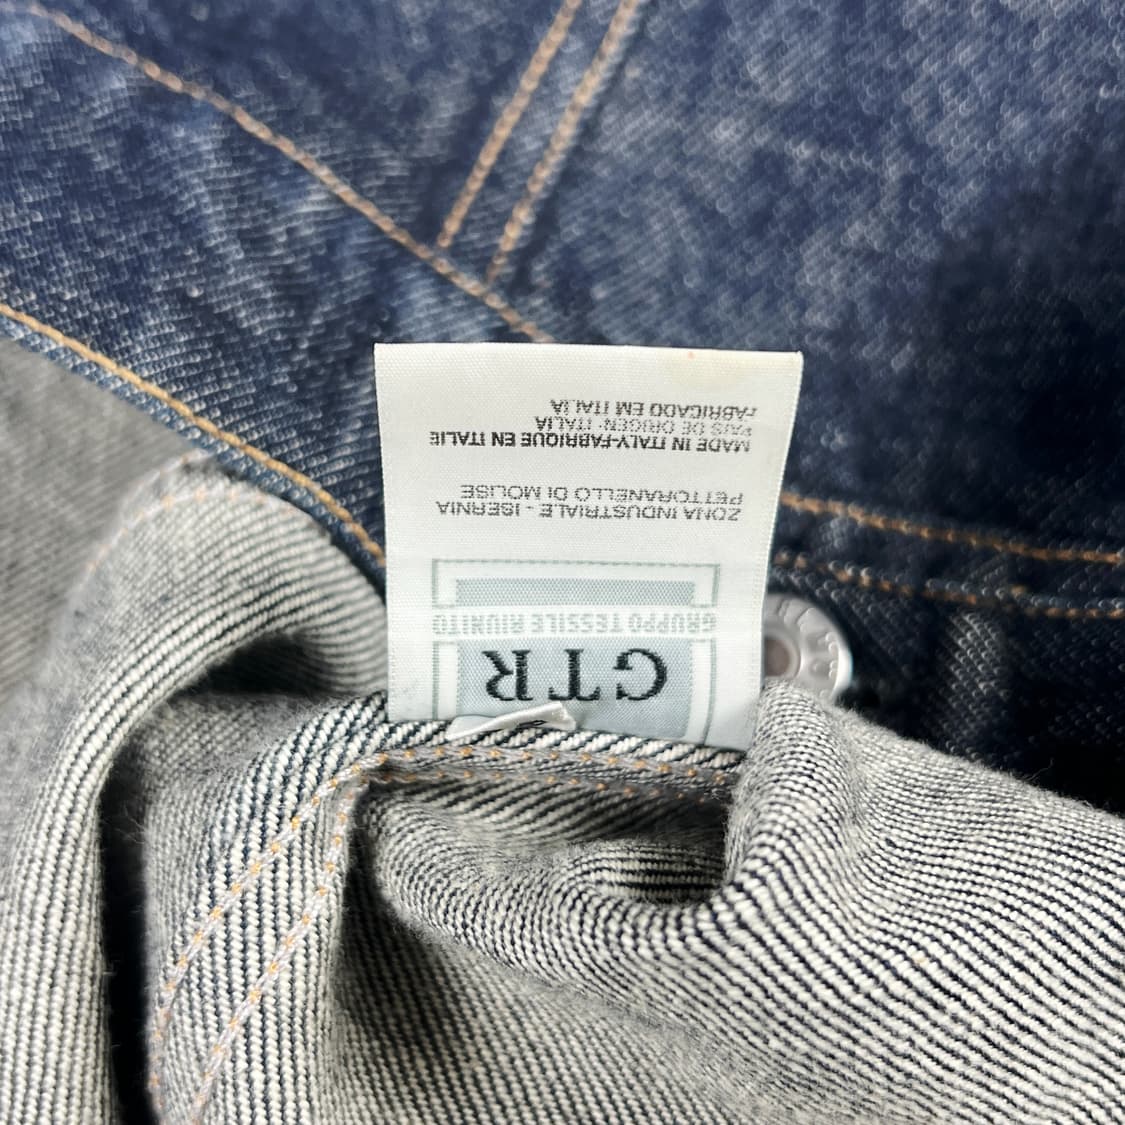 GTR
GRUPPO TESSILE RIUNITO
ZONA INDUSTRIALE - ISERNIA
PETTORANELLO DI MOLISE
MADE IN ITALY-FABRIQUE EN ITALIE
PAIS DE ORIGEN: ITALIA
FABRICADO EM ITALIA